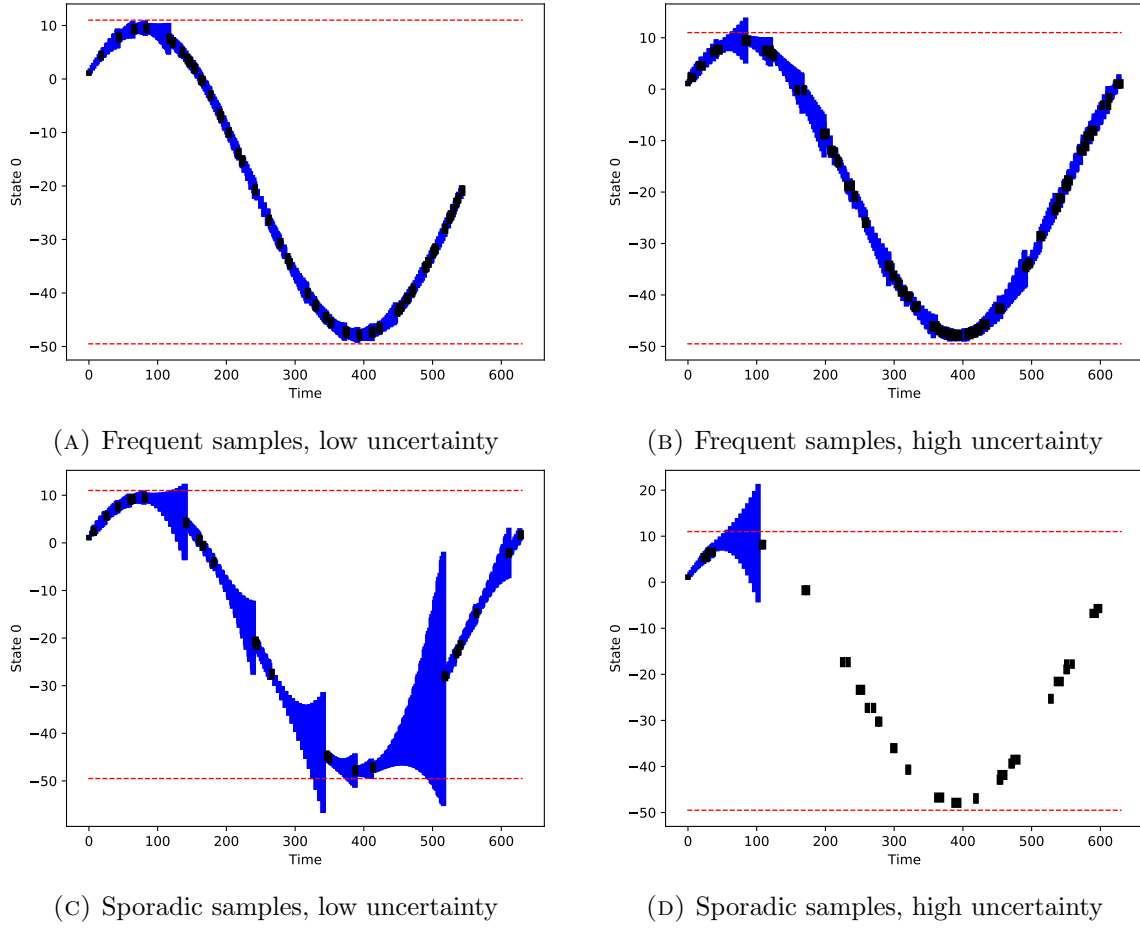 10
0
−10
−20
−30
−40
−50
State 0
0 100 200 300 400 500 600
Time
(A) Frequent samples, low uncertainty
10
0
−10
−20
−30
−40
−50
State 0
0 100 200 300 400 500 600
Time
(B) Frequent samples, high uncertainty
10
0
−10
−20
−30
−40
−50
State 0
0 100 200 300 400 500 600
Time
(C) Sporadic samples, low uncertainty
20
10
0
−10
−20
−30
−40
−50
State 0
0 100 200 300 400 500 600
Time
(D) Sporadic samples, high uncertainty